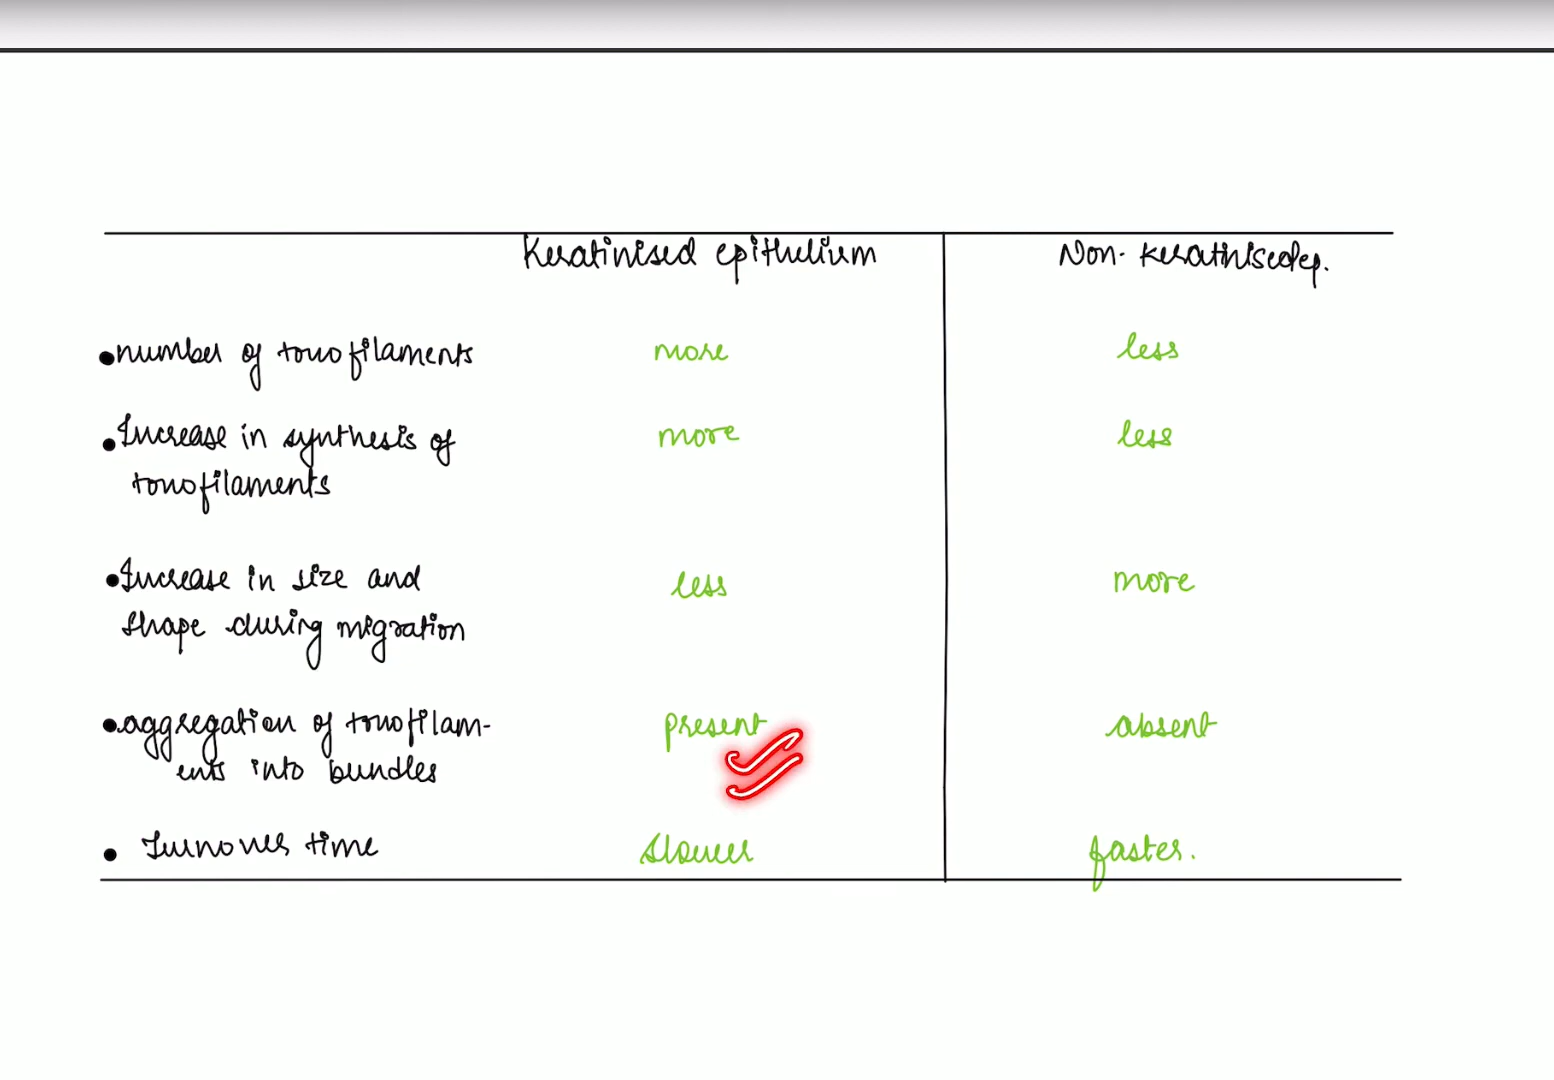 Keratinised epithelium Non-keratinised ep.
•number of tonofilaments more less
•Increase in synthesis of more less
tonofilaments
•Increase in size and less more
shape during migration
•aggregation of tonofilam- present absent
ents into bundles
• Turnover time slower faster.